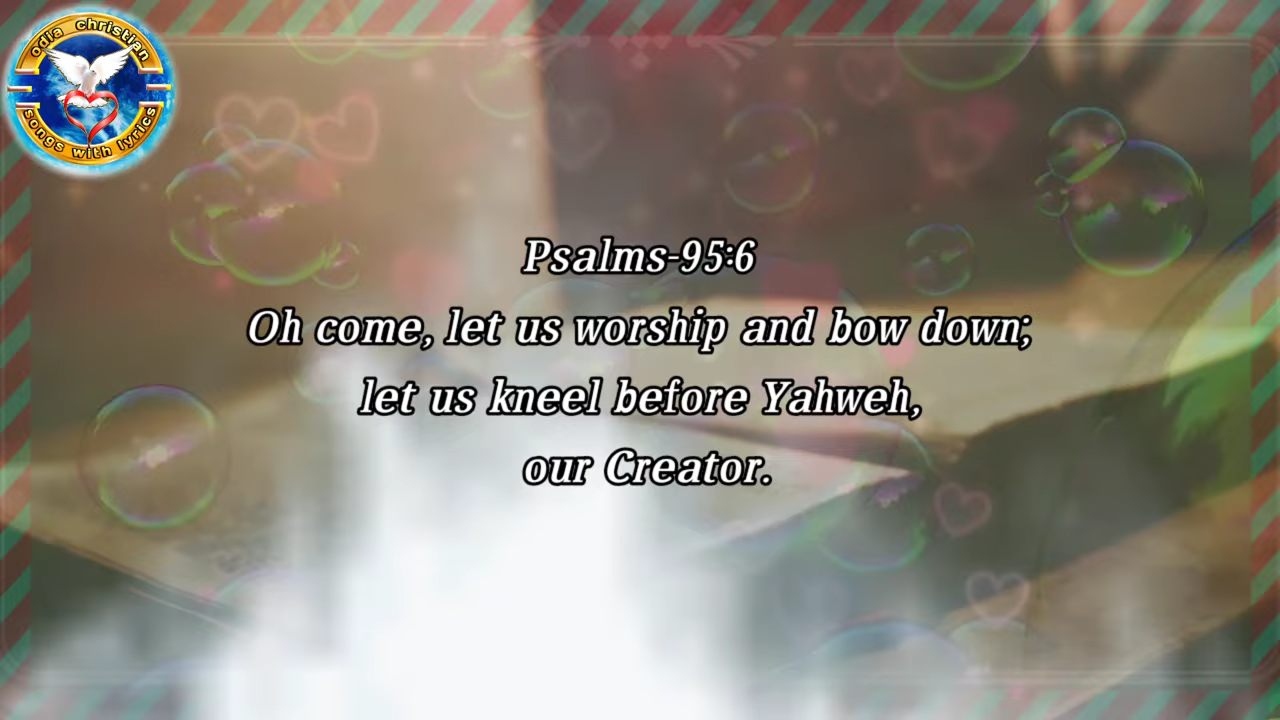 odia christian
songs with lyrics
Psalms-95:6
Oh come, let us worship and bow down;
let us kneel before Yahweh,
our Creator.